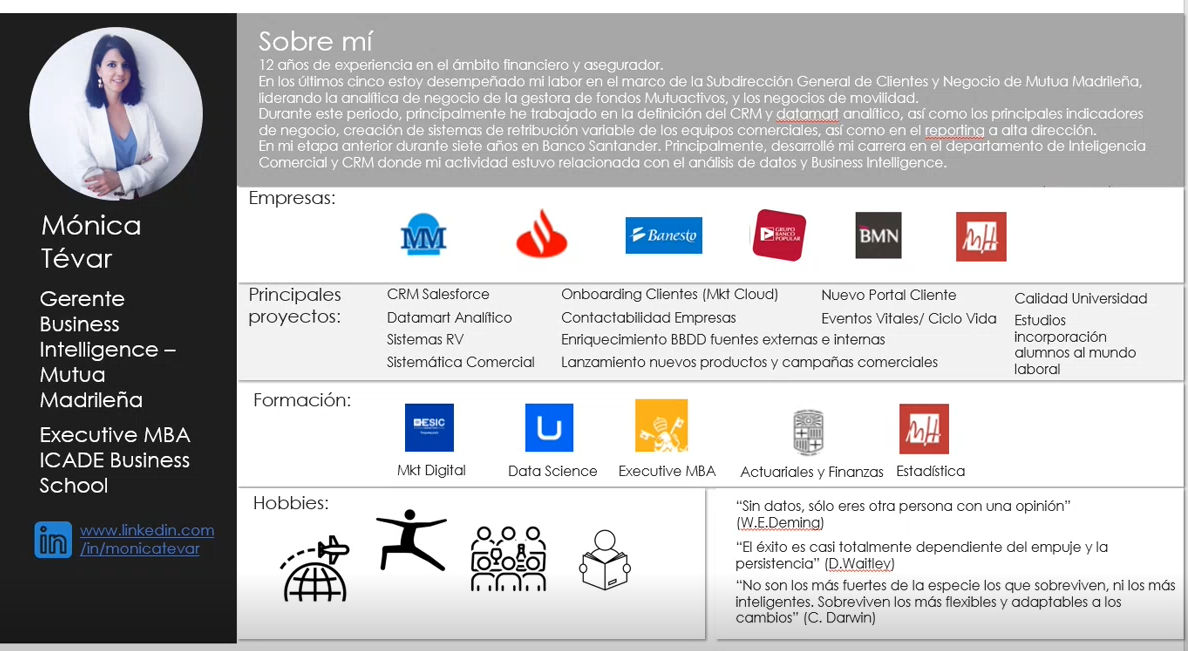 Mónica
Tévar
Gerente
Business
Intelligence –
Mutua
Madrileña
Executive MBA
ICADE Business
School
in
www.linkedin.com
/in/monicatevar
Sobre mí
12 años de experiencia en el ámbito financiero y asegurador.
En los últimos cinco estoy desempeñado mi labor en el marco de la Subdirección General de Clientes y Negocio de Mutua Madrileña,
liderando la analítica de negocio de la gestora de fondos Mutuactivos, y los negocios de movilidad.
Durante este periodo, principalmente he trabajado en la definición del CRM y datamart analítico, así como los principales indicadores
de negocio, creación de sistemas de retribución variable de los equipos comerciales, así como en el reporting a alta dirección.
En mi etapa anterior durante siete años en Banco Santander. Principalmente, desarrollé mi carrera en el departamento de Inteligencia
Comercial y CRM donde mi actividad estuvo relacionada con el análisis de datos y Business Intelligence.
Empresas:
MM
Banesto
GRUPO
BANCO
POPULAR
BMN
MH
Principales
proyectos:
CRM Salesforce
Datamart Analítico
Sistemas RV
Sistemática Comercial
Onboarding Clientes (Mkt Cloud)
Contactabilidad Empresas
Enriquecimiento BBDD fuentes externas e internas
Lanzamiento nuevos productos y campañas comerciales
Nuevo Portal Cliente
Eventos Vitales/ Ciclo Vida
Calidad Universidad
Estudios
incorporación
alumnos al mundo
laboral
Formación:
ESIC
U
MH
Mkt Digital
Data Science
Executive MBA
Actuariales y Finanzas
Estadística
Hobbies:
“Sin datos, sólo eres otra persona con una opinión”
(W.E.Deming)
“El éxito es casi totalmente dependiente del empuje y la
persistencia” (D.Waitley)
“No son los más fuertes de la especie los que sobreviven, ni los más
inteligentes. Sobreviven los más flexibles y adaptables a los
cambios” (C. Darwin)